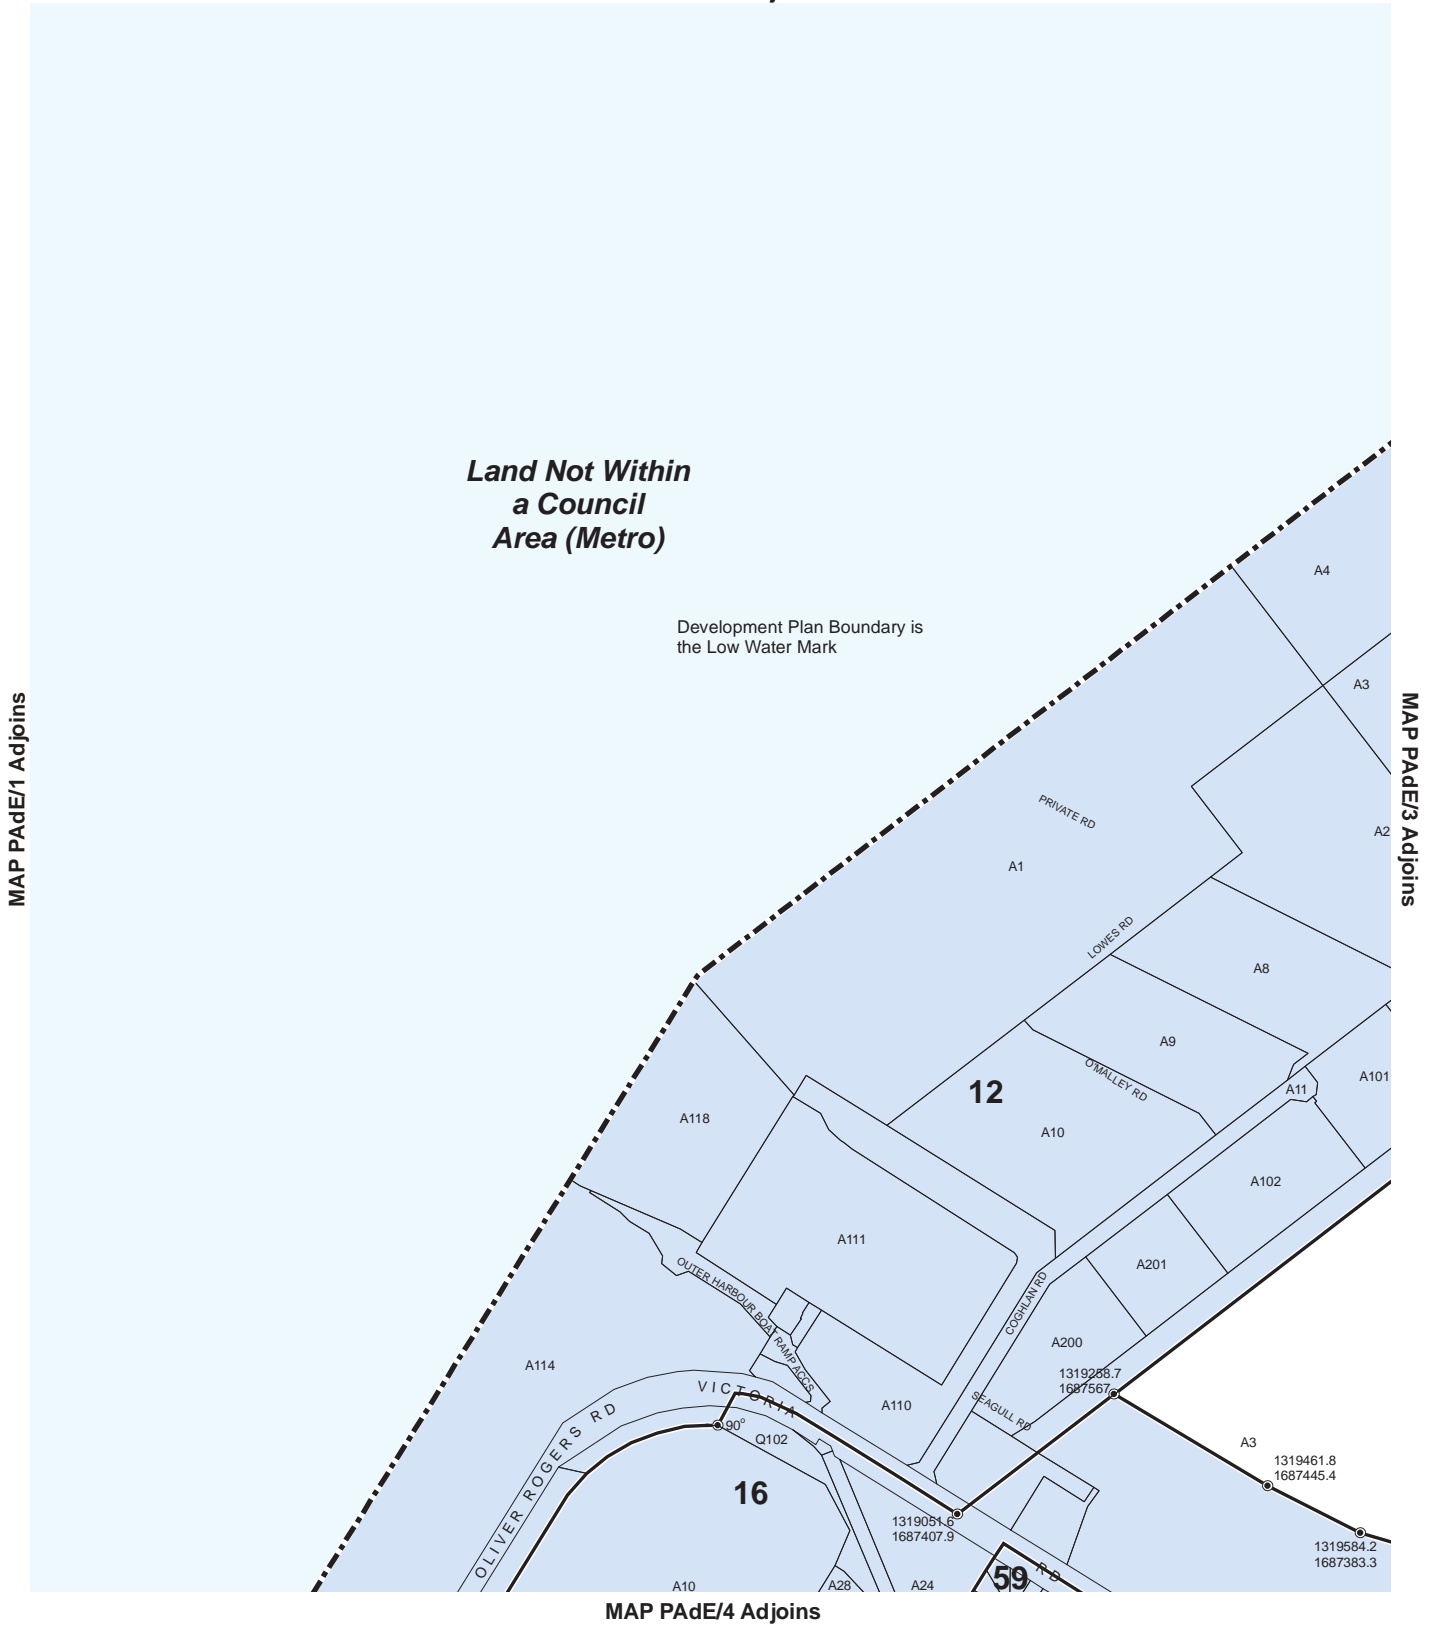 Land Not Within
a Council
Area (Metro)
Development Plan Boundary is
the Low Water Mark
MAP PAdE/1 Adjoins
MAP PAdE/3 Adjoins
A4
A3
A2
PRIVATE RD
A1
LOWES RD
A8
A9
O'MALLEY RD
A11
A101
12
A10
A118
A102
A111
A201
OUTER HARBOUR BOAT RAMP ACCS
COGHLAN RD
A200
A114
1319258.7
1687567
VICTORIA RD
A110
SEAGULL RD
90°
Q102
A3
1319461.8
1687445.4
OLIVER ROGERS RD
16
1319051.6
1687407.9
1319584.2
1687383.3
59
A10
A28
A24
MAP PAdE/4 Adjoins